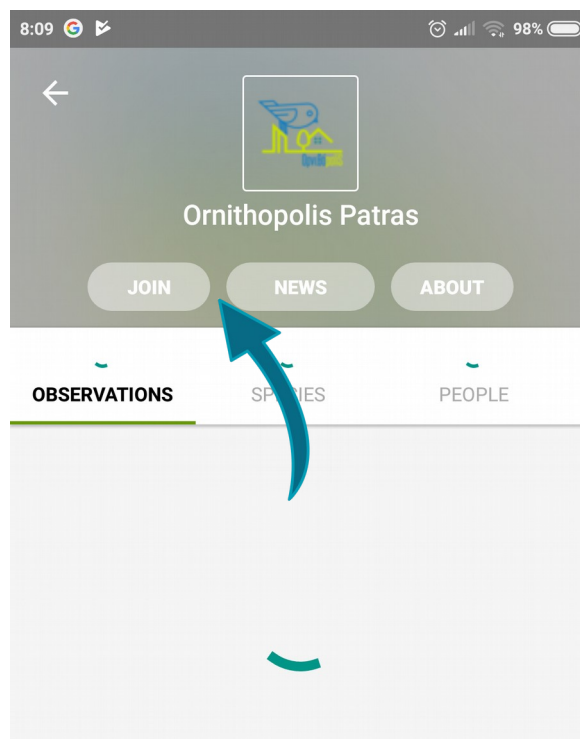 8:09
98%
Ornithopolis Patras
JOIN
NEWS
ABOUT
OBSERVATIONS
PEOPLE